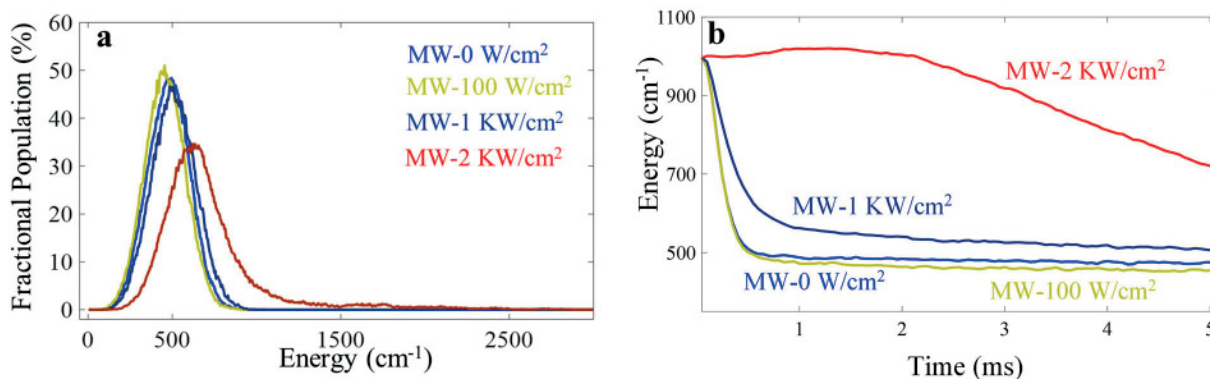 a
60
50
40
30
20
10
0
Fractional Population (%)
MW-0 W/cm²
MW-100 W/cm²
MW-1 KW/cm²
MW-2 KW/cm²
0
500
1500
2500
Energy (cm⁻¹)
b
1100
900
700
500
Energy (cm⁻¹)
MW-2 KW/cm²
MW-1 KW/cm²
MW-0 W/cm²
MW-100 W/cm²
1
2
3
4
5
Time (ms)